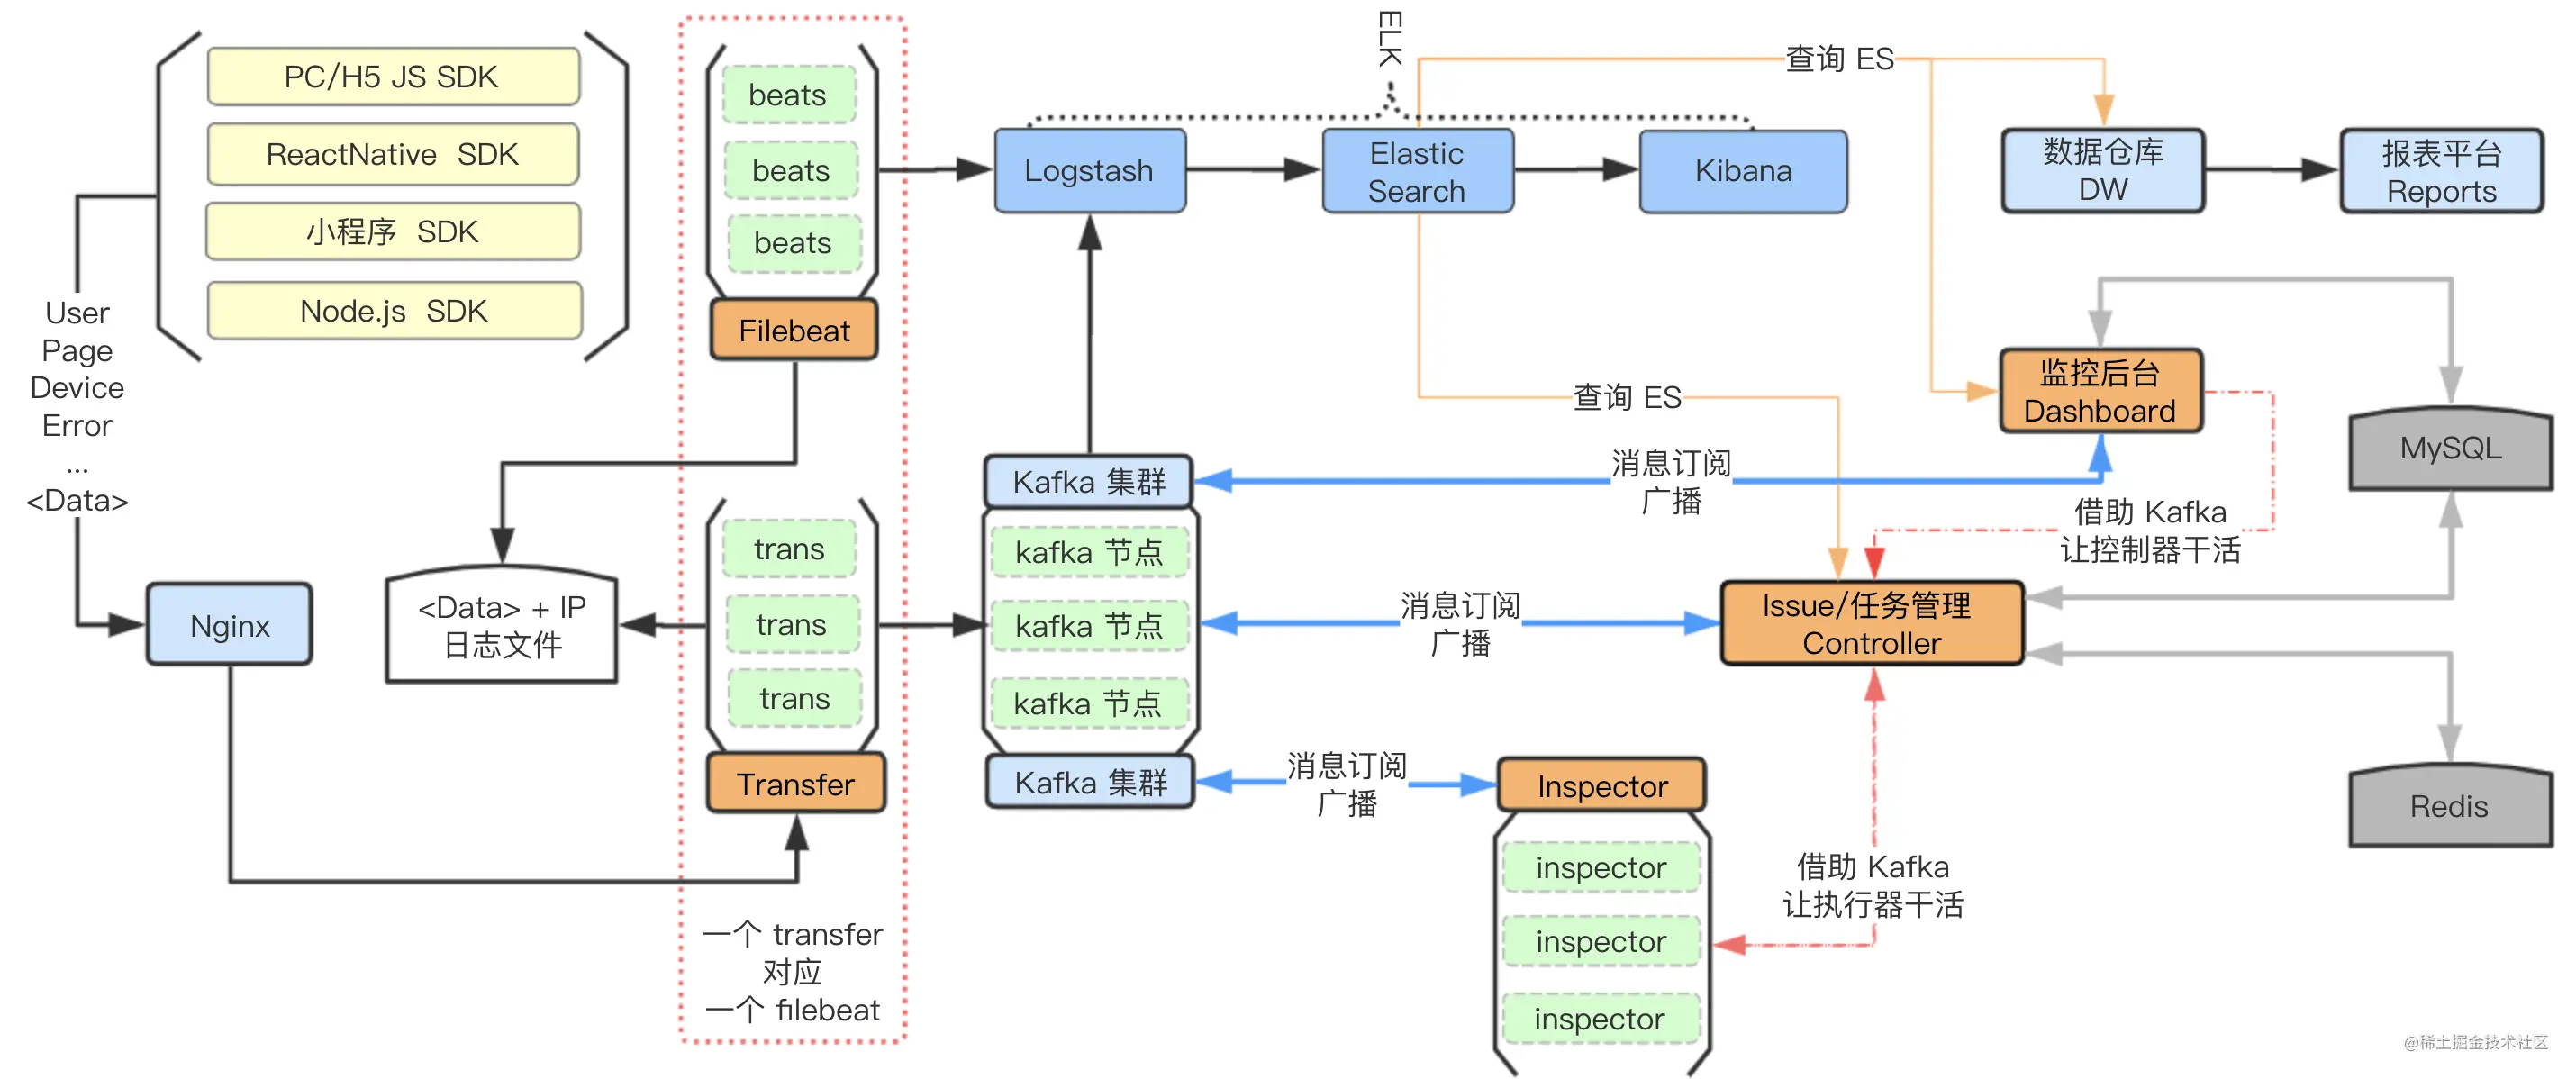 PC/H5 JS SDK
ReactNative SDK
小程序 SDK
Node.js SDK
User
Page
Device
Error
...
<Data>
Nginx
<Data> + IP
日志文件
beats
beats
beats
Filebeat
trans
trans
trans
Transfer
一个 transfer
对应
一个 filebeat
ELK
Logstash
Elastic
Search
Kibana
查询 ES
数据仓库
DW
报表平台
Reports
查询 ES
监控后台
Dashboard
MySQL
Kafka 集群
kafka 节点
kafka 节点
kafka 节点
Kafka 集群
消息订阅
广播
借助 Kafka
让控制器干活
消息订阅
广播
Issue/任务管理
Controller
消息订阅
广播
Inspector
inspector
inspector
inspector
借助 Kafka
让执行器干活
Redis
@稀土掘金技术社区